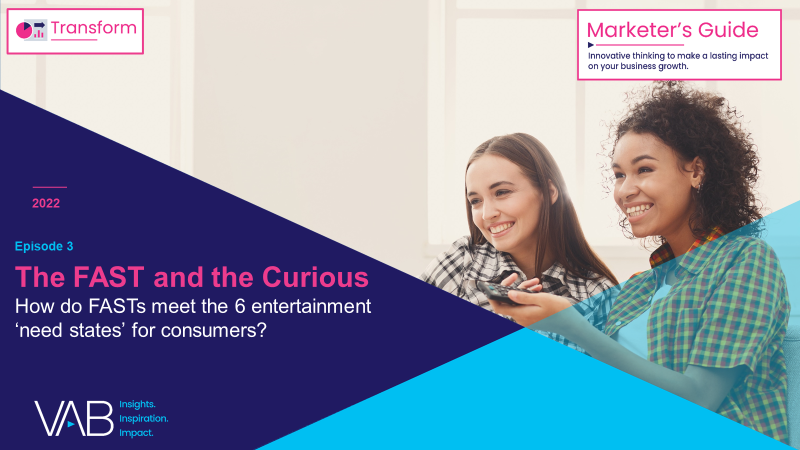 Transform
Marketer's Guide
Innovative thinking to make a lasting impact
on your business growth.
2022
Episode 3
The FAST and the Curious
How do FASTs meet the 6 entertainment
‘need states’ for consumers?
VAB
Insights.
Inspiration.
Impact.